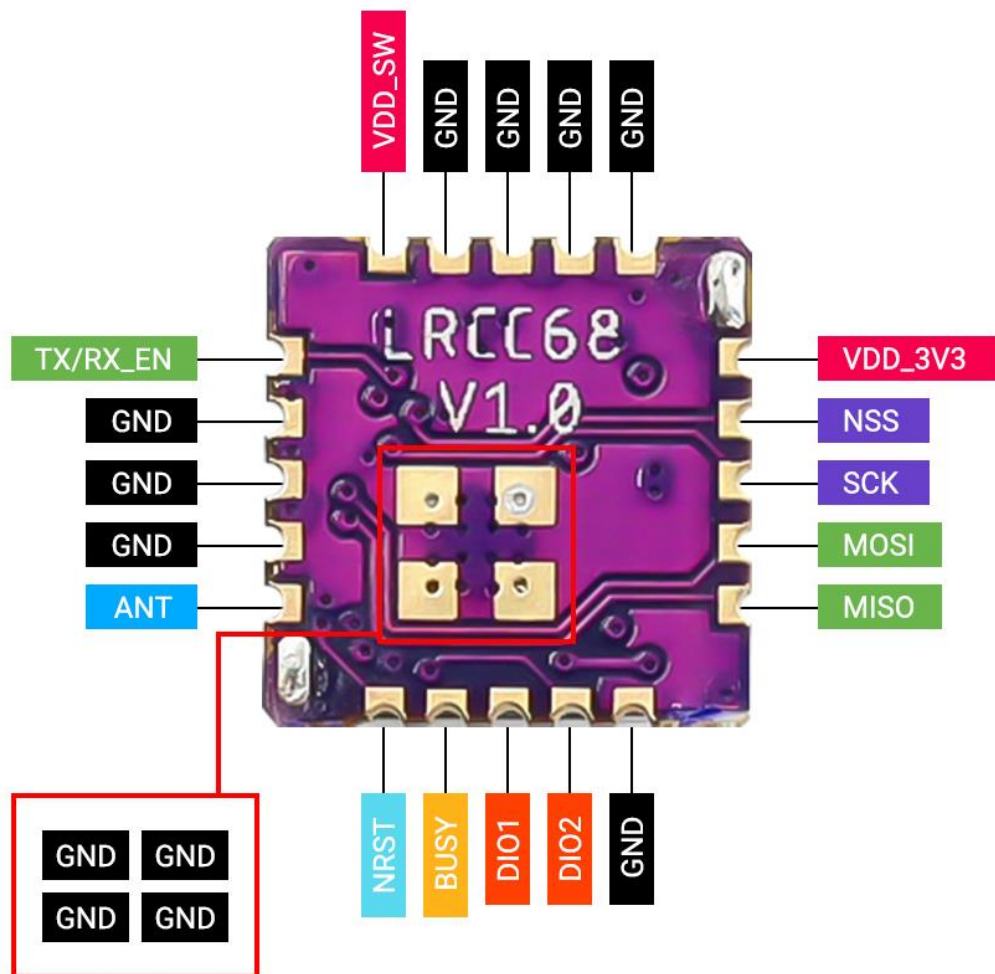 VDD_SW
GND
GND
GND
GND
LRCC68
V1.0
TX/RX_EN
GND
GND
GND
ANT
VDD_3V3
NSS
SCK
MOSI
MISO
NRST
BUSY
DIO1
DIO2
GND
GND GND
GND GND